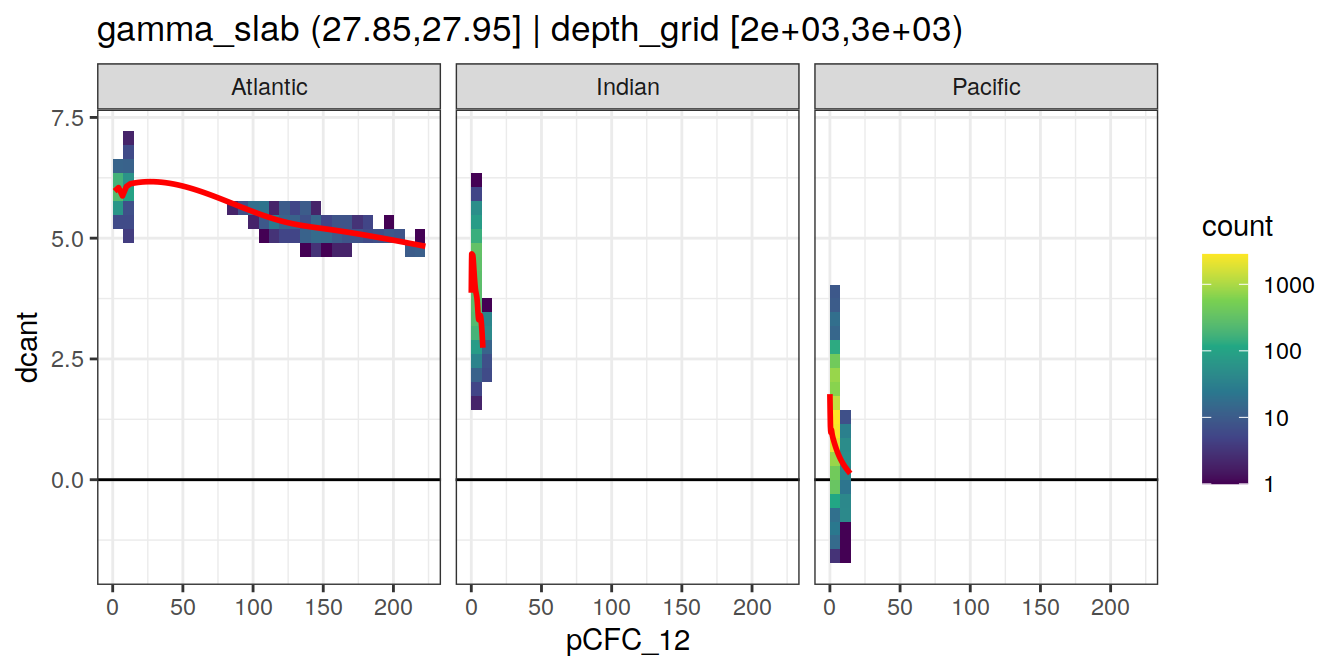 gamma_slab (27.85,27.95] | depth_grid [2e+03,3e+03)
Atlantic
Indian
Pacific
7.5
5.0
2.5
0.0
dcant
0 50 100 150 200
0 50 100 150 200
0 50 100 150 200
pCFC_12
count
1000
100
10
1